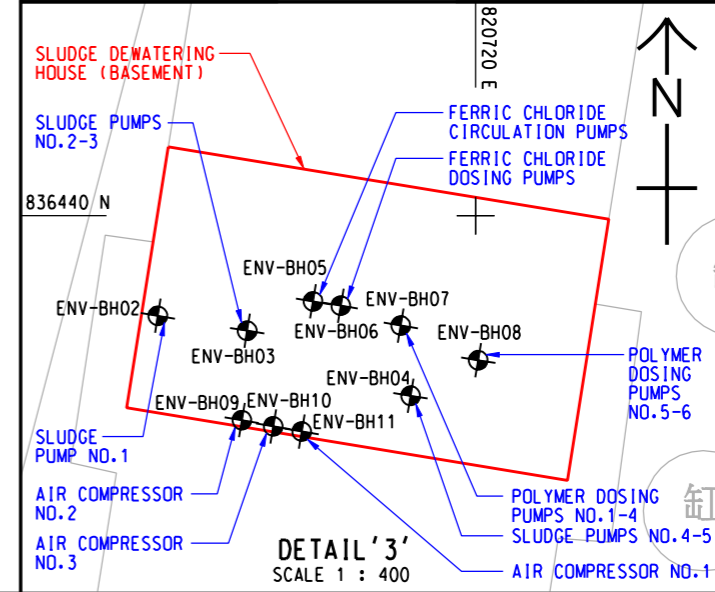 SLUDGE DEWATERING
HOUSE (BASEMENT)
820720 E
N
SLUDGE PUMPS
NO.2-3
FERRIC CHLORIDE
CIRCULATION PUMPS
FERRIC CHLORIDE
DOSING PUMPS
836440 N
ENV-BH05
ENV-BH02
ENV-BH07
ENV-BH06
ENV-BH03
ENV-BH08
POLYMER
DOSING
PUMPS
NO.5-6
ENV-BH04
ENV-BH09
ENV-BH10
ENV-BH11
SLUDGE
PUMP NO.1
AIR COMPRESSOR
NO.2
AIR COMPRESSOR
NO.3
POLYMER DOSING
PUMPS NO.1-4
SLUDGE PUMPS NO.4-5
AIR COMPRESSOR NO.1
DETAIL '3'
SCALE 1 : 400
缸